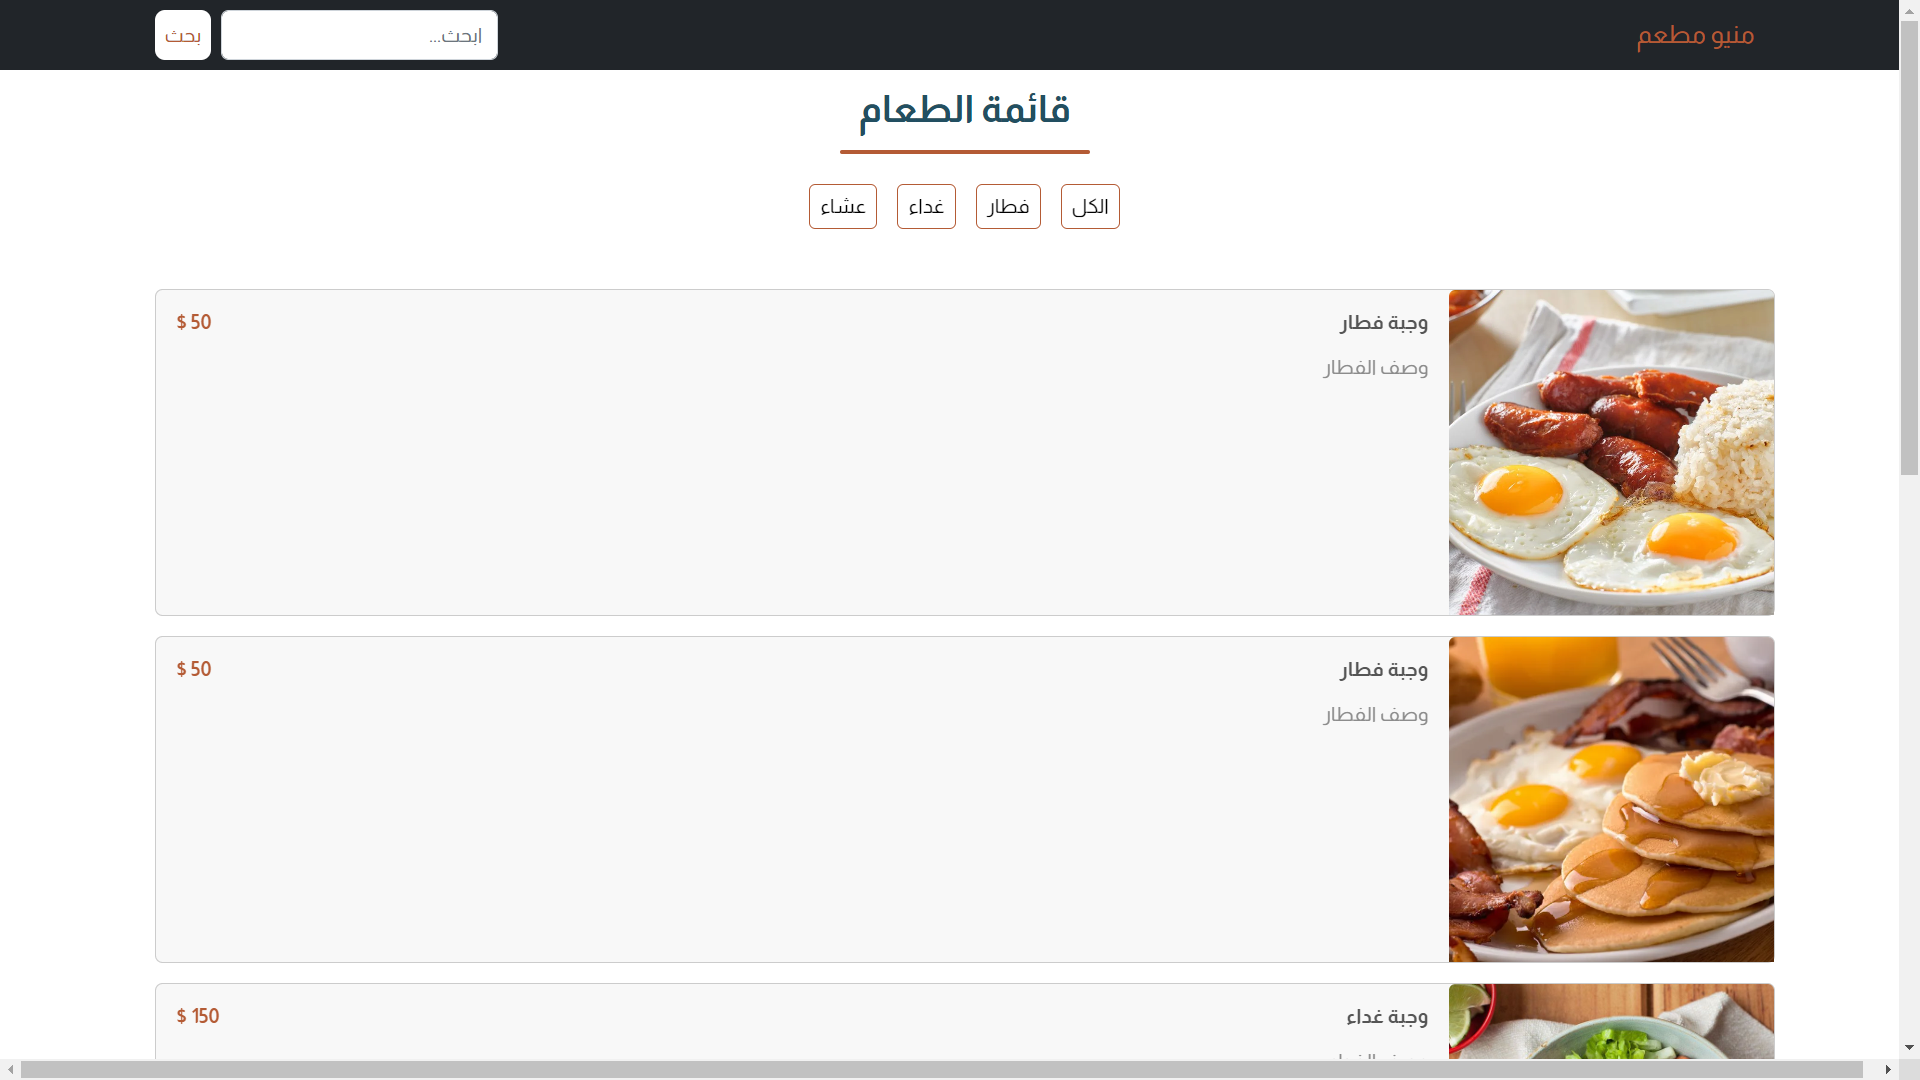 منيو مطعم
ابحث...
بحث
قائمة الطعام
الكل
فطار
غداء
عشاء
وجبة فطار
50 $
وصف الفطار
وجبة فطار
50 $
وصف الفطار
وجبة غداء
150 $